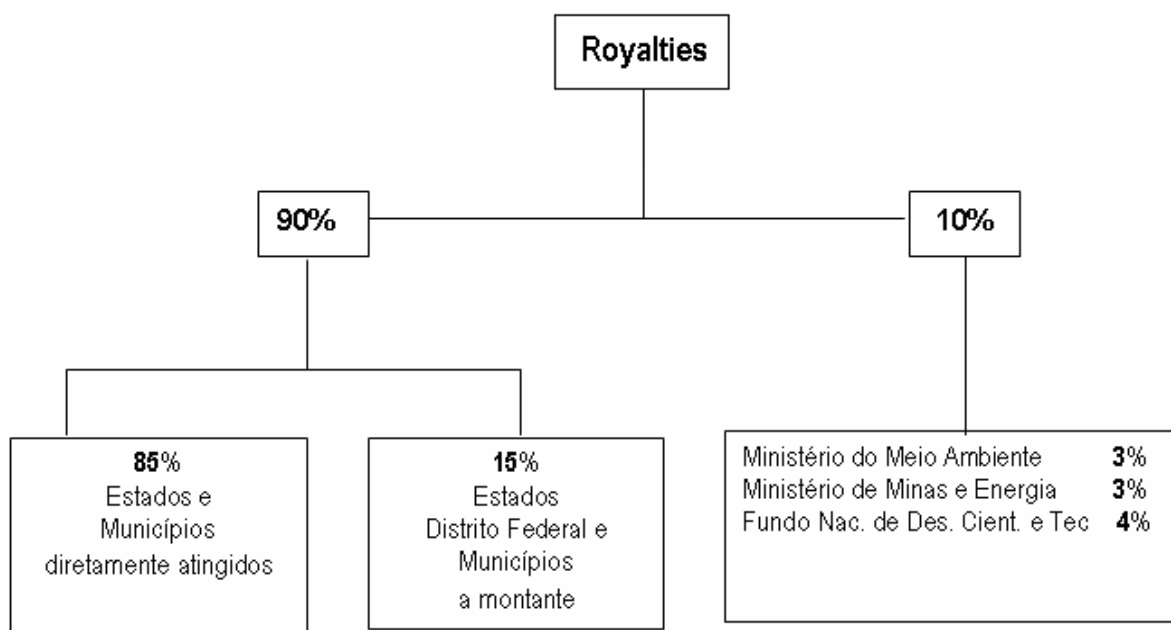 Royalties
90%
10%
85%
Estados e
Municípios
diretamente atingidos
15%
Estados
Distrito Federal e
Municípios
a montante
Ministério do Meio Ambiente 3%
Ministério de Minas e Energia 3%
Fundo Nac. de Des. Cient. e Tec 4%